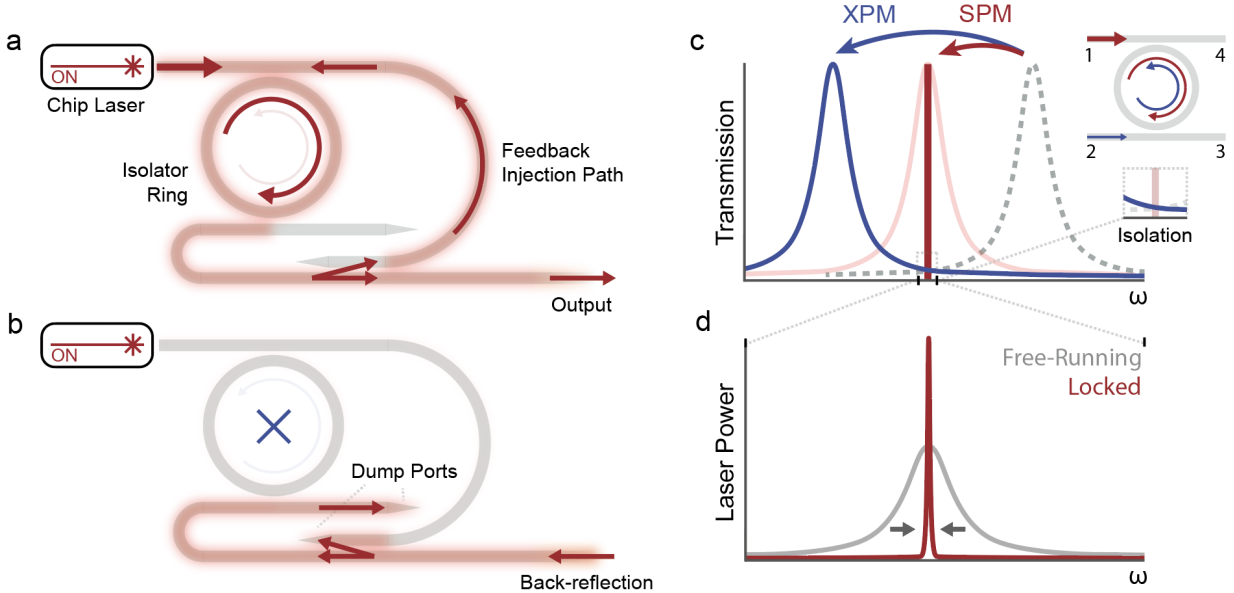 a
ON
Chip Laser
Isolator
Ring
Feedback
Injection Path
Output
b
ON
Dump Ports
Back-reflection
c
XPM
SPM
Transmission
ω
1
4
2
3
Isolation
d
Free-Running
Locked
Laser Power
ω